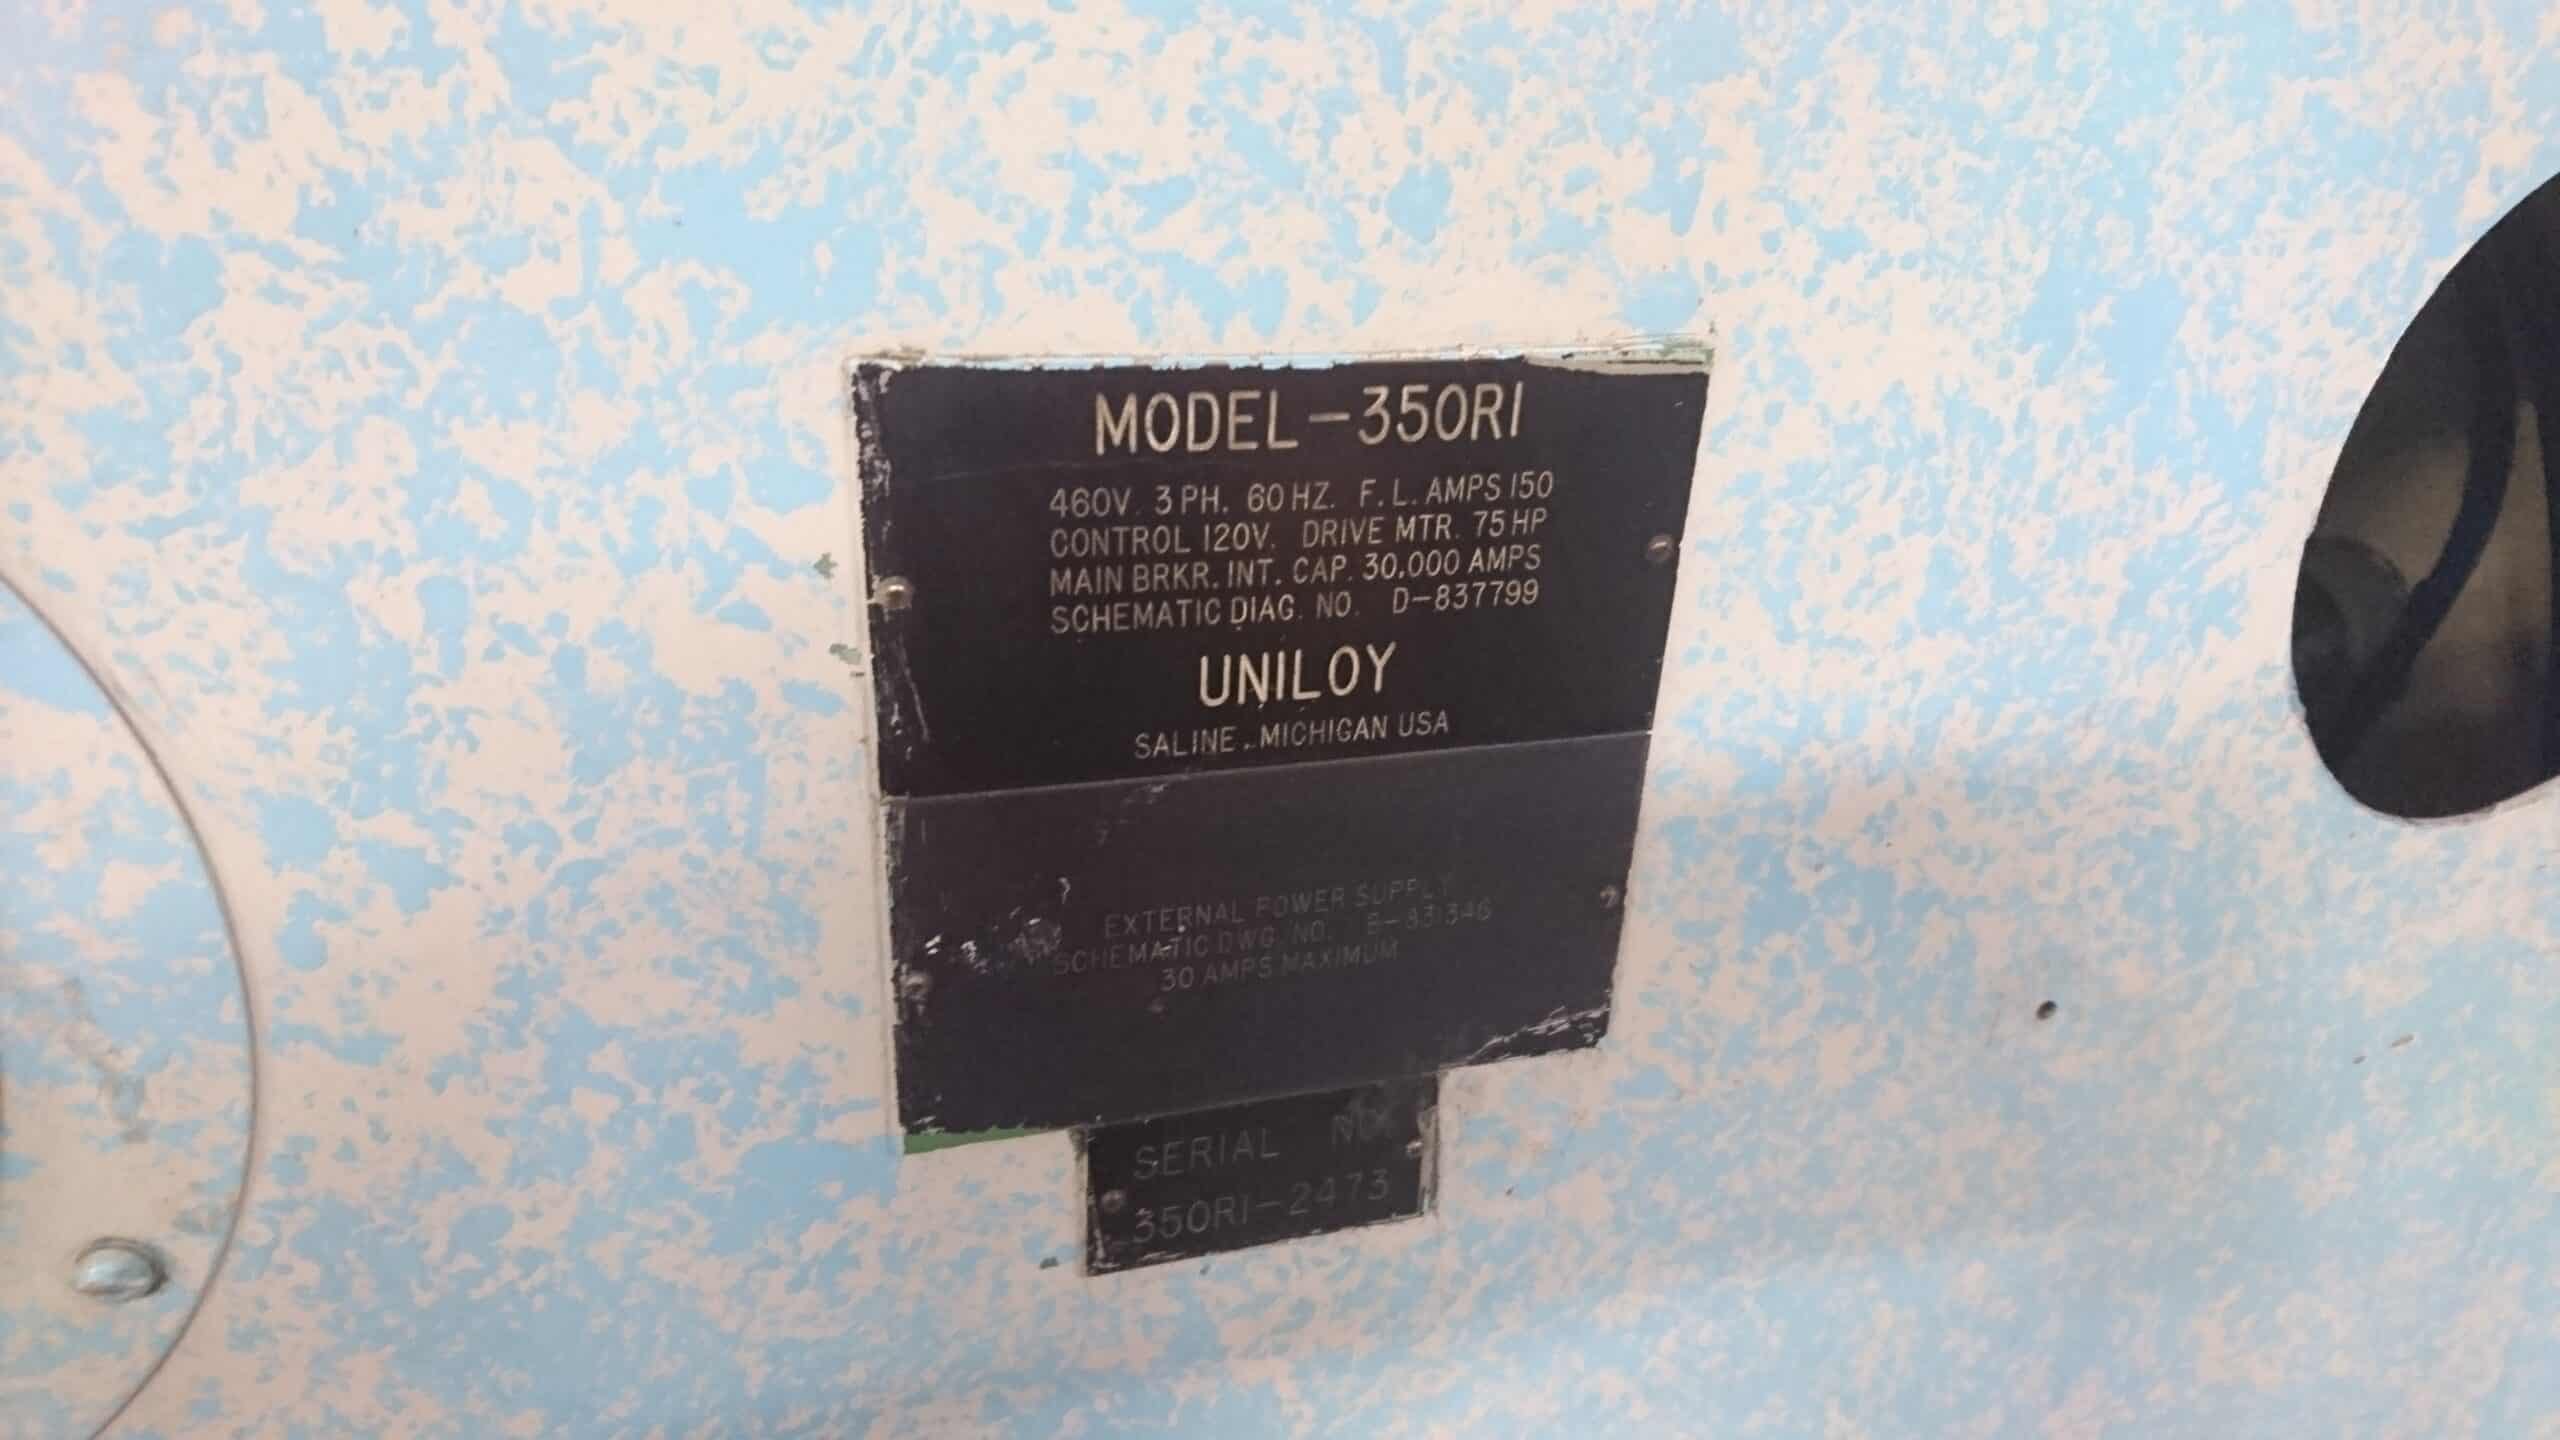 MODEL-350RI
460V. 3 PH. 60 HZ. F. L. AMPS 150
CONTROL 120V. DRIVE MTR. 75 HP
MAIN BRKR. INT. CAP. 30,000 AMPS
SCHEMATIC DIAG. NO. D-837799
UNILOY
SALINE, MICHIGAN USA
EXTERNAL POWER SUPPLY
SCHEMATIC DWG. NO. B-831346
30 AMPS MAXIMUM
SERIAL NO.
350RI-2473